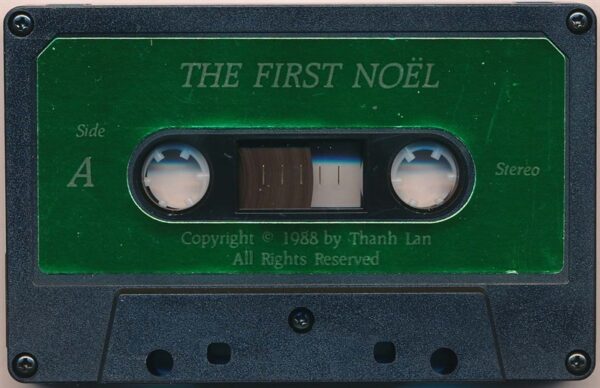 THE FIRST NOËL
Side
A
Stereo
Copyright © 1988 by Thanh Lan
All Rights Reserved